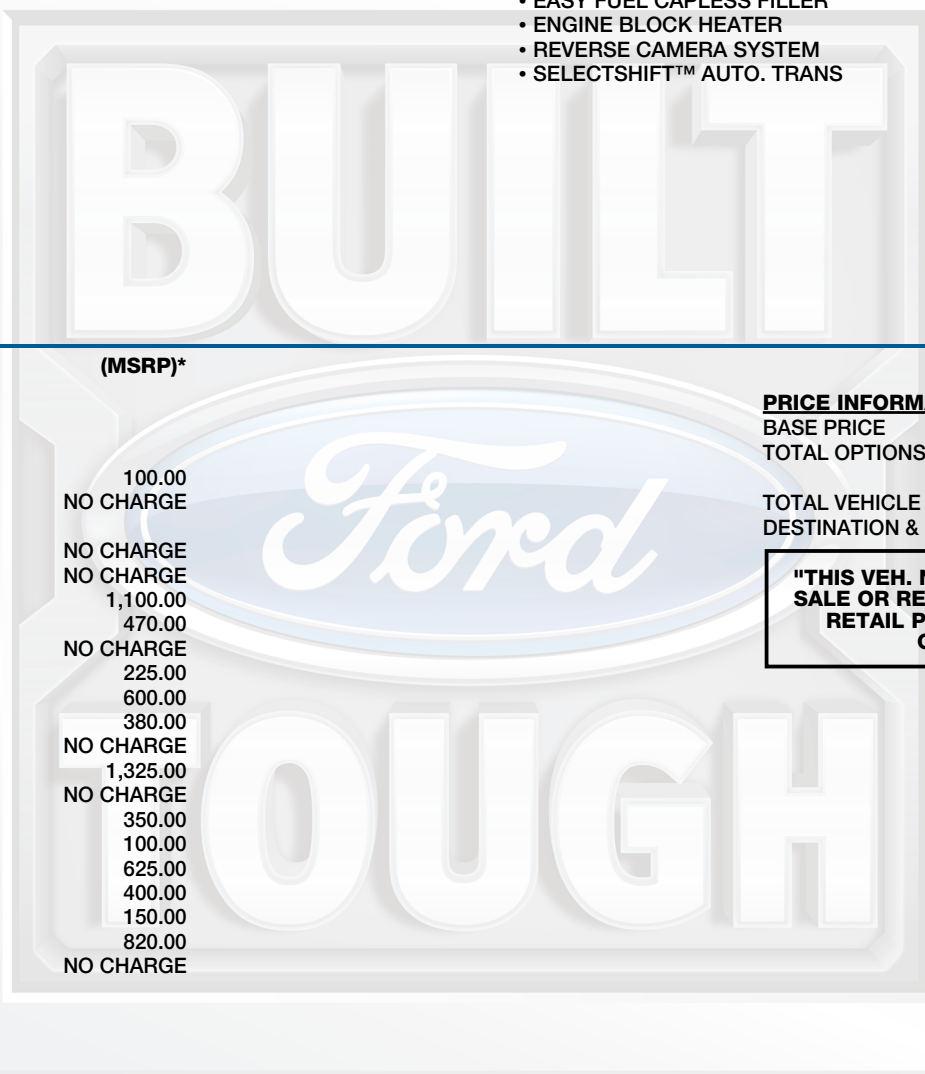 • EASY FUEL CAPLESS FILLER
• ENGINE BLOCK HEATER
• REVERSE CAMERA SYSTEM
• SELECTSHIFT™ AUTO. TRANS
BUILT
Ford
TOUGH
(MSRP)*
100.00
NO CHARGE
NO CHARGE
NO CHARGE
1,100.00
470.00
NO CHARGE
225.00
600.00
380.00
NO CHARGE
1,325.00
NO CHARGE
350.00
100.00
625.00
400.00
150.00
820.00
NO CHARGE
PRICE INFORM
BASE PRICE
TOTAL OPTIONS
TOTAL VEHICLE
DESTINATION &
"THIS VEH.
SALE OR RE
RETAIL P